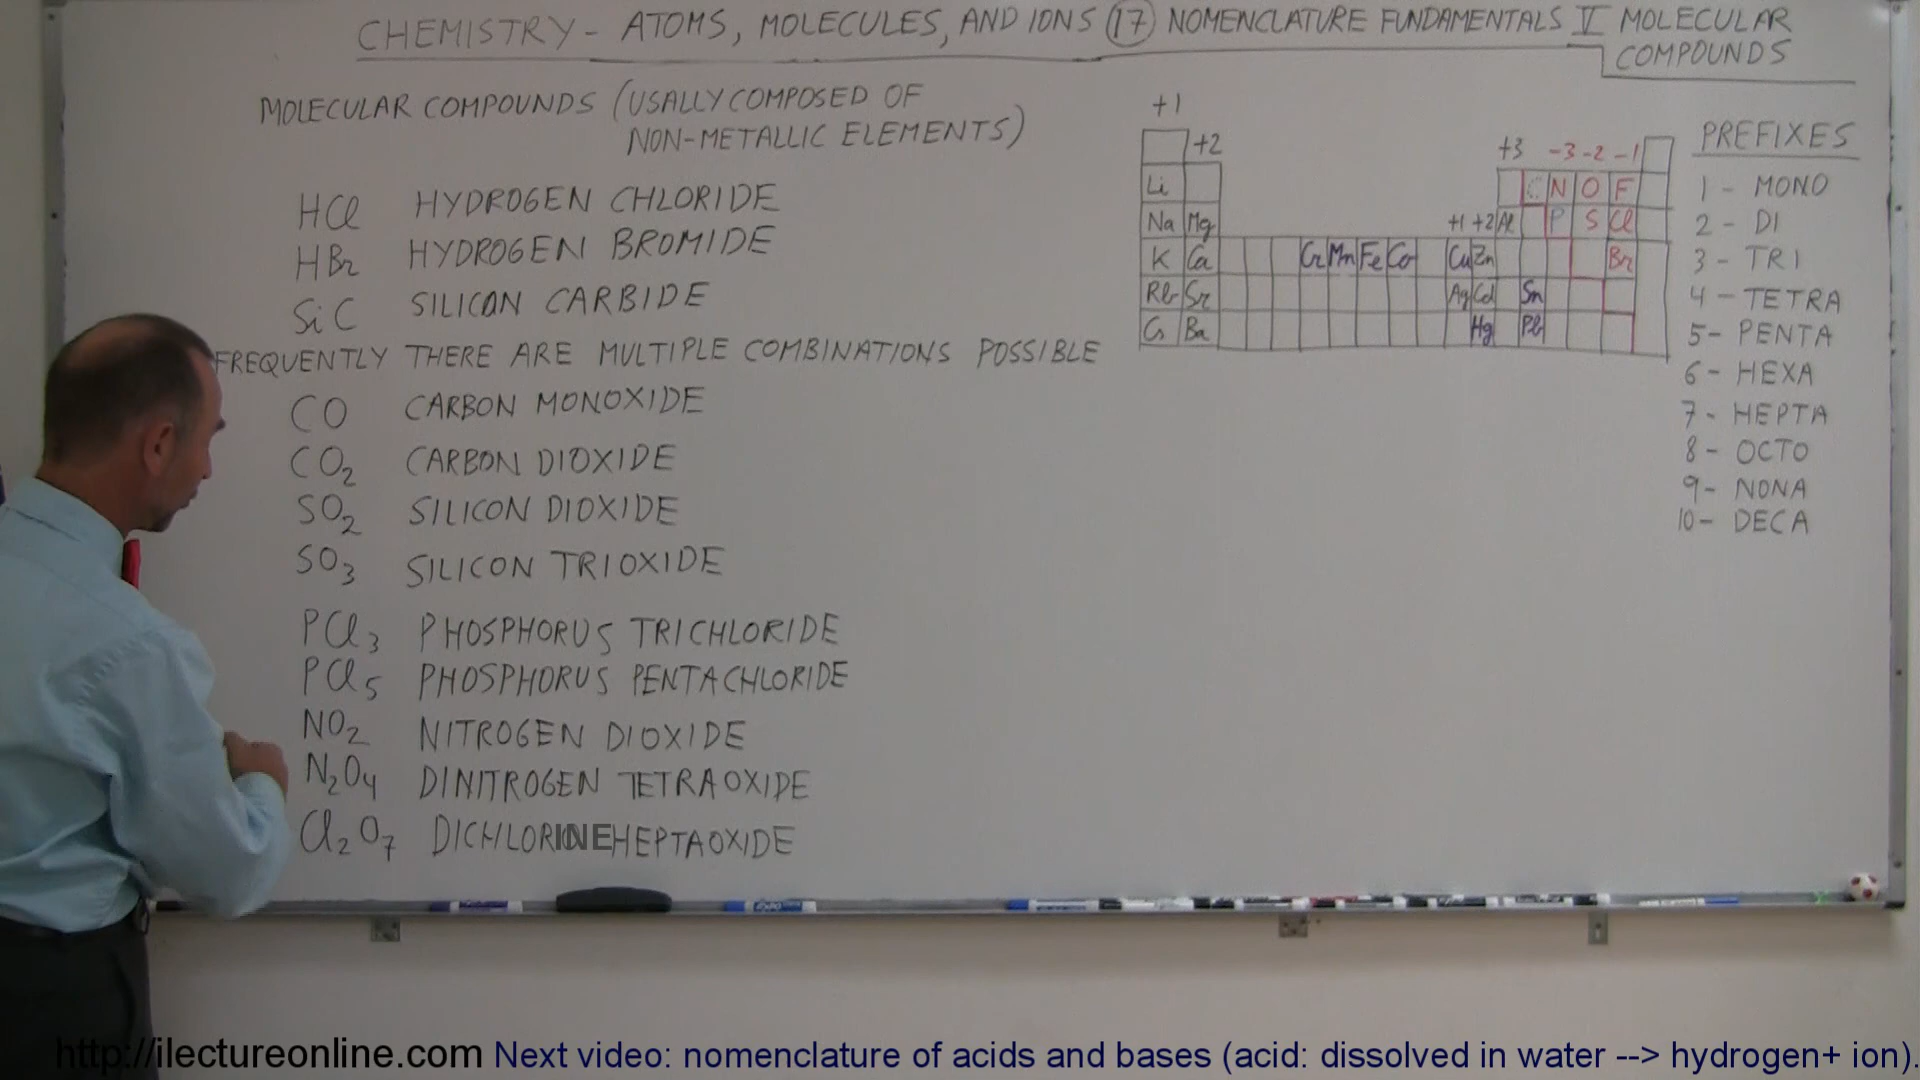 CHEMISTRY - ATOMS, MOLECULES, AND IONS (17) NOMENCLATURE FUNDAMENTALS V MOLECULAR
COMPOUNDS
MOLECULAR COMPOUNDS (USALLY COMPOSED OF
NON-METALLIC ELEMENTS)
HCl HYDROGEN CHLORIDE
HBr HYDROGEN BROMIDE
SiC SILICON CARBIDE
FREQUENTLY THERE ARE MULTIPLE COMBINATIONS POSSIBLE
CO CARBON MONOXIDE
CO2 CARBON DIOXIDE
SO2 SILICON DIOXIDE
SO3 SILICON TRIOXIDE
PCl3 PHOSPHORUS TRICHLORIDE
PCl5 PHOSPHORUS PENTACHLORIDE
NO2 NITROGEN DIOXIDE
N2O4 DINITROGEN TETRAOXIDE
Cl2O7 DICHLORINE HEPTAOXIDE
+1
+2 +3 -3 -2 -1
Li C N O F
Na Mg +1 +2 Al P S Cl
K Ca Cr Mn Fe Co Cu Zn Br
Rb Sr Ag Cd Sn
Cs Ba Hg Pb
PREFIXES
1 - MONO
2 - DI
3 - TRI
4 - TETRA
5 - PENTA
6 - HEXA
7 - HEPTA
8 - OCTO
9 - NONA
10 - DECA
Expo
http://ilectureonline.com Next video: nomenclature of acids and bases (acid: dissolved in water --> hydrogen+ ion).